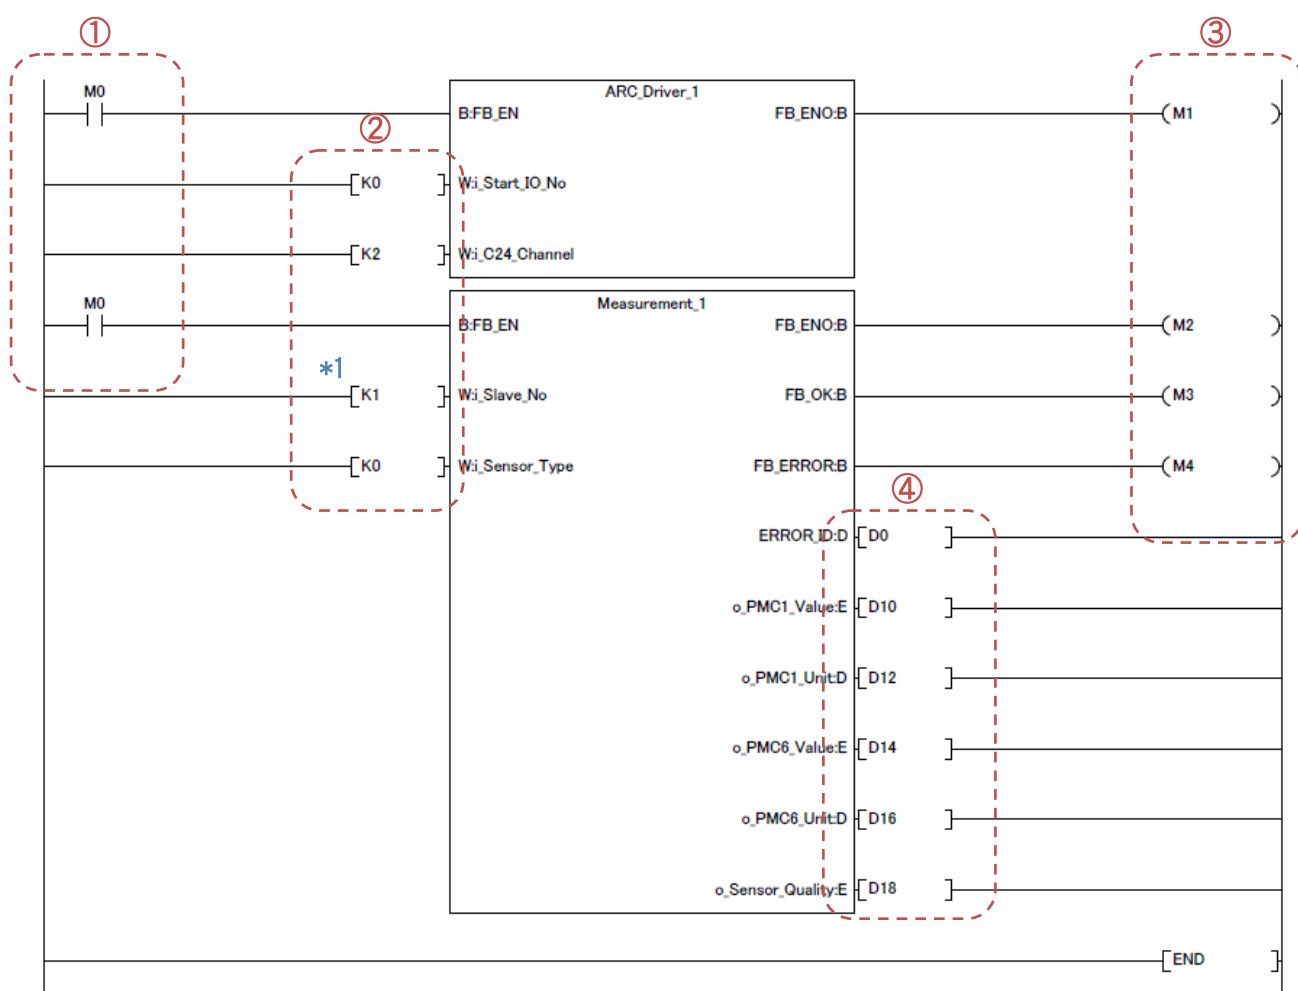 ①
③
M0
ARC_Driver_1
B:FB_EN
FB_ENO:B
M1
②
K0
W:i_Start_IO_No
K2
W:i_C24_Channel
M0
Measurement_1
B:FB_EN
FB_ENO:B
M2
*1
K1
W:i_Slave_No
FB_OK:B
M3
K0
W:i_Sensor_Type
FB_ERROR:B
M4
④
ERROR_ID:D
D0
o_PMC1_Value:E
D10
o_PMC1_Unit:D
D12
o_PMC6_Value:E
D14
o_PMC6_Unit:D
D16
o_Sensor_Quality:E
D18
END